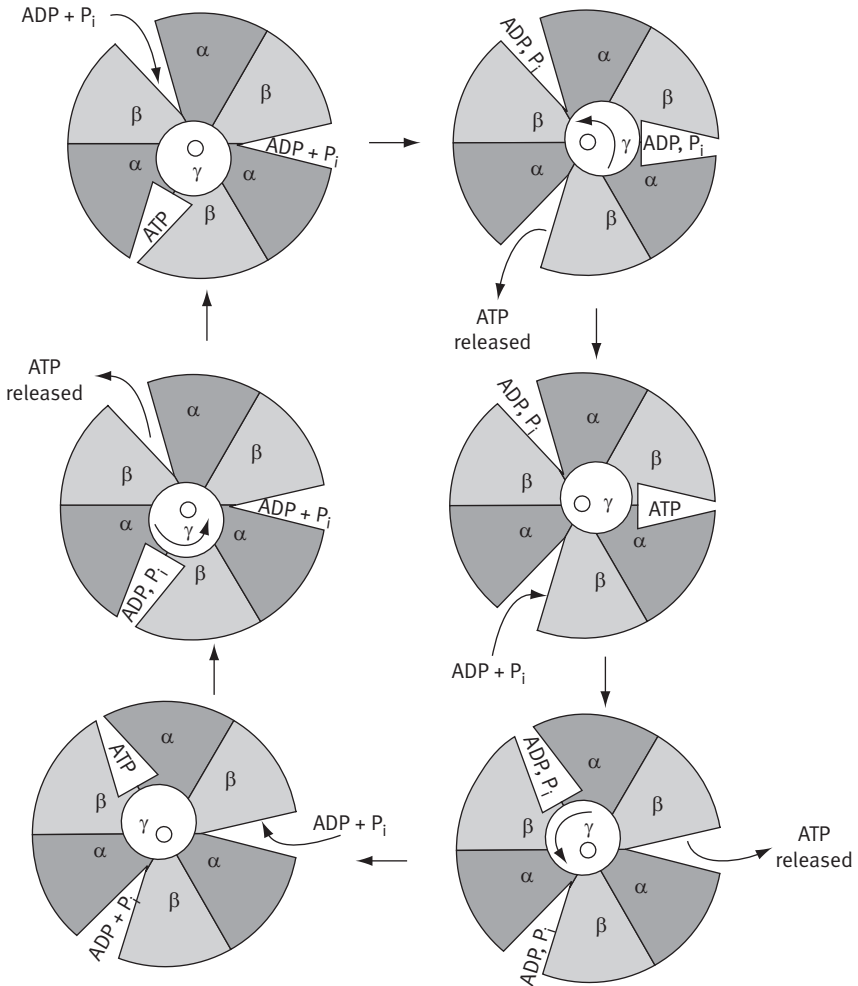 ADP + Pi
α
β
β
ADP + Pi
α
α
γ
β
ATP
ADP, Pi
α
β
β
γ
ADP, Pi
α
α
β
ATP
released
ATP
released
α
β
β
ADP + Pi
α
γ
α
β
ADP, Pi
ADP, Pi
α
β
β
γ
ATP
α
α
β
ADP + Pi
ATP
α
β
β
γ
ADP + Pi
α
α
β
ADP + Pi
ADP, Pi
α
β
β
γ
ATP
released
α
α
β
ADP, Pi